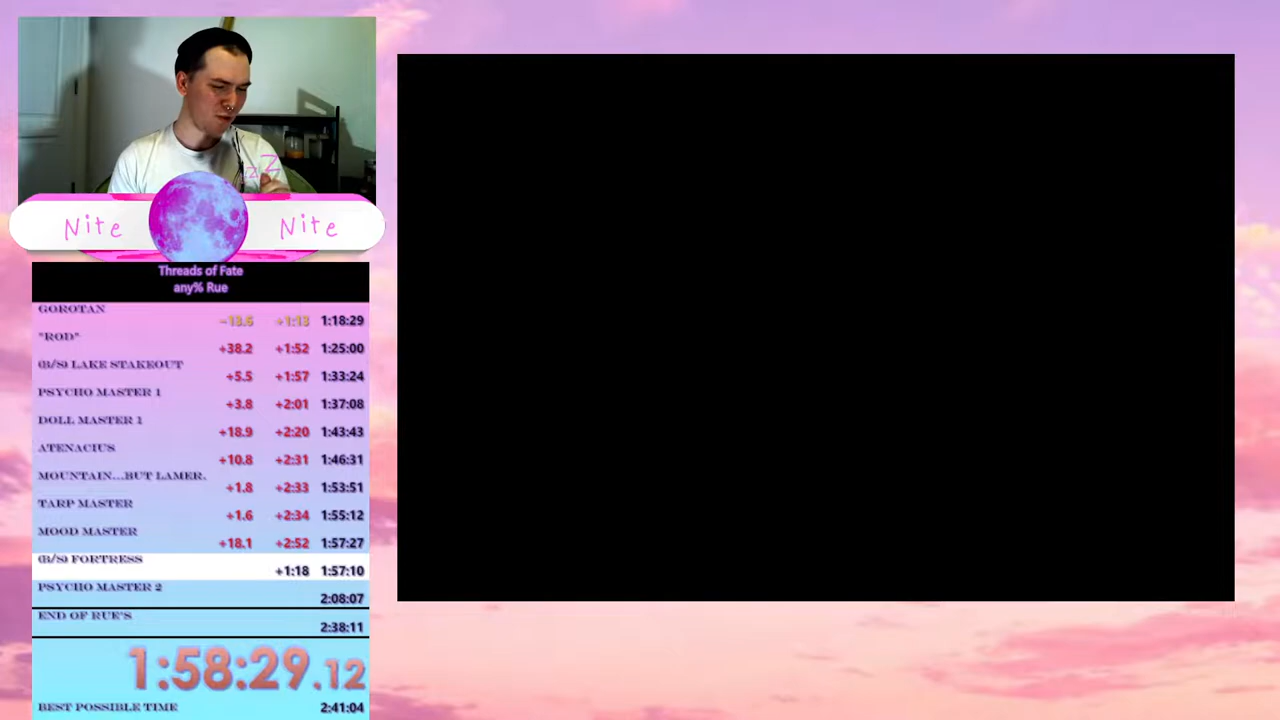 z Z
Nite Nite
Threads of Fate
any% Rue
GOROTAN
-13.6 +1:13 1:18:29
"ROD"
+38.2 +1:52 1:25:00
(B/S) LAKE STAKEOUT
+5.5 +1:57 1:33:24
PSYCHO MASTER 1
+3.8 +2:01 1:37:08
DOLL MASTER 1
+18.9 +2:20 1:43:43
ATENACIUS
+10.8 +2:31 1:46:31
MOUNTAIN...BUT LAMER.
+1.8 +2:33 1:53:51
TARP MASTER
+1.6 +2:34 1:55:12
MOOD MASTER
+18.1 +2:52 1:57:27
(B/S) FORTRESS
+1:18 1:57:10
PSYCHO MASTER 2
2:08:07
END OF RUE'S
2:38:11
1:58:29.12
BEST POSSIBLE TIME 2:41:04